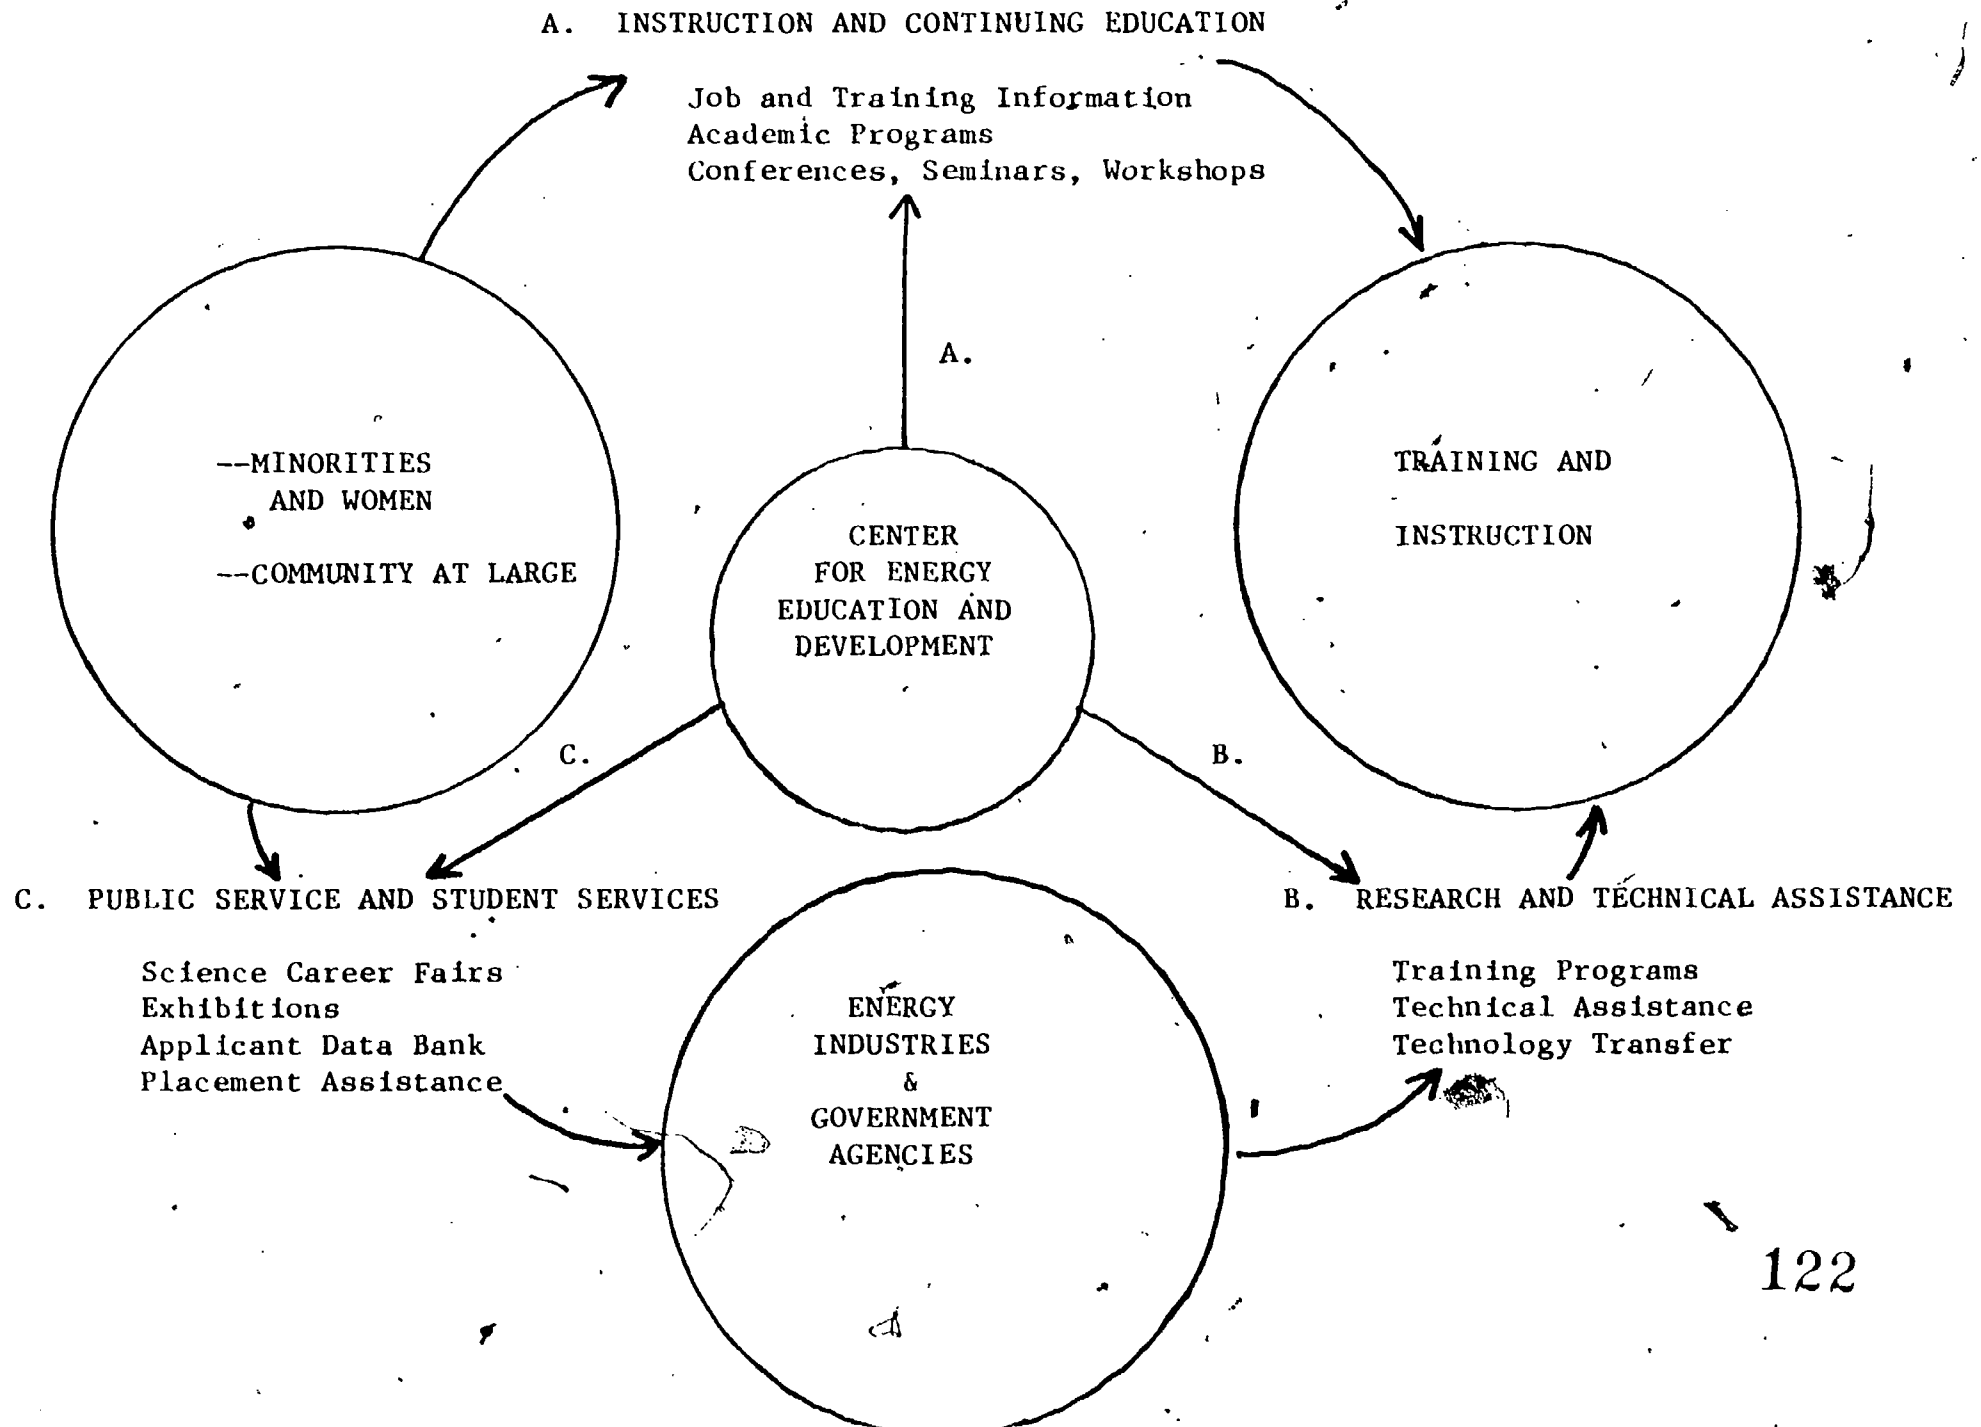 A. INSTRUCTION AND CONTINUING EDUCATION
Job and Training Information
Academic Programs
Conferences, Seminars, Workshops
A.
--MINORITIES
AND WOMEN
--COMMUNITY AT LARGE
CENTER
FOR ENERGY
EDUCATION AND
DEVELOPMENT
TRAINING AND
INSTRUCTION
C.
B.
C. PUBLIC SERVICE AND STUDENT SERVICES
Science Career Fairs
Exhibitions
Applicant Data Bank
Placement Assistance
ENERGY
INDUSTRIES
&
GOVERNMENT
AGENCIES
B. RESEARCH AND TECHNICAL ASSISTANCE
Training Programs
Technical Assistance
Technology Transfer
122